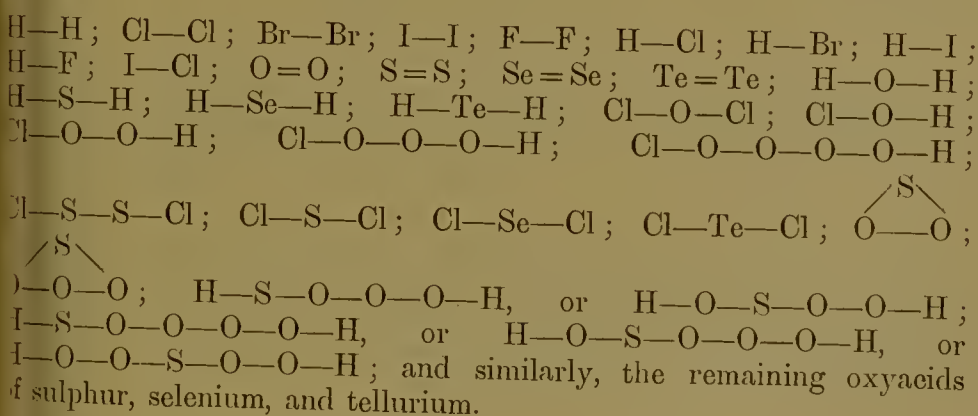 H—H ; Cl—Cl ; Br—Br ; I—I ; F—F ; H—Cl ; H—Br ; H—I ;
H—F ; I—Cl ; O=O ; S=S ; Se=Se ; Te=Te ; H—O—H ;
H—S—H ; H—Se—H ; H—Te—H ; Cl—O—Cl ; Cl—O—H ;
Cl—O—O—H ; Cl—O—O—O—H ; Cl—O—O—O—O—H ;
S
Cl—S—S—Cl ; Cl—S—Cl ; Cl—Se—Cl ; Cl—Te—Cl ; O—O ;
S
O—O—O ; H—S—O—O—O—H, or H—O—S—O—O—H ;
H—S—O—O—O—O—H, or H—O—S—O—O—O—H, or
H—O—O—S—O—O—H ; and similarly, the remaining oxyacids
of sulphur, selenium, and tellurium.